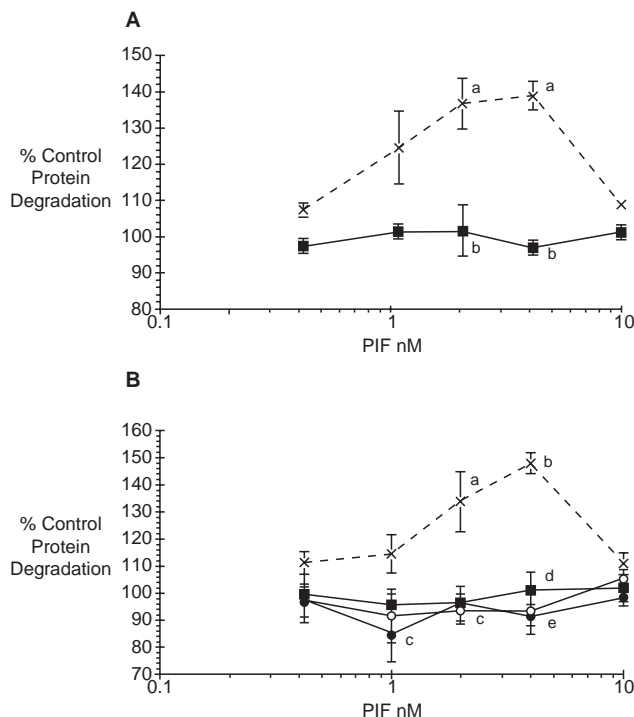 A
150
140
130
% Control
120
Protein
110
Degradation
100
90
80
a
a
b
b
0.1
1
10
PIF nM
B
160
150
140
130
% Control
120
Protein
110
Degradation
100
90
80
70
a
b
c
c
d
e
0.1
1
10
PIF nM